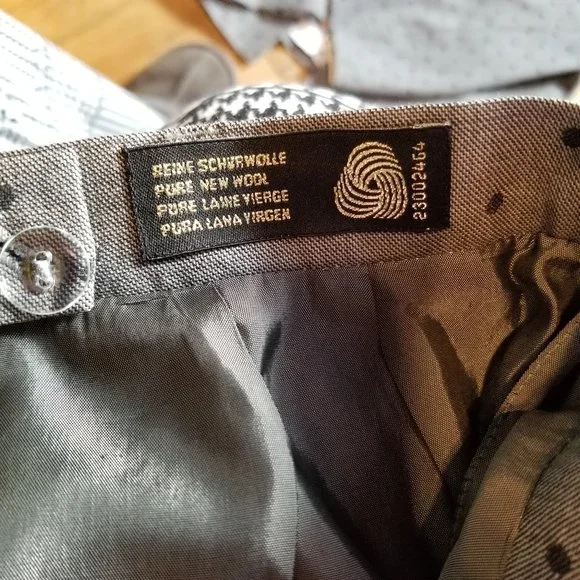 REINE SCHURWOLLE
PURE NEW WOOL
PURE LAINE VIERGE
PURA LANA VIRGEN
23002464